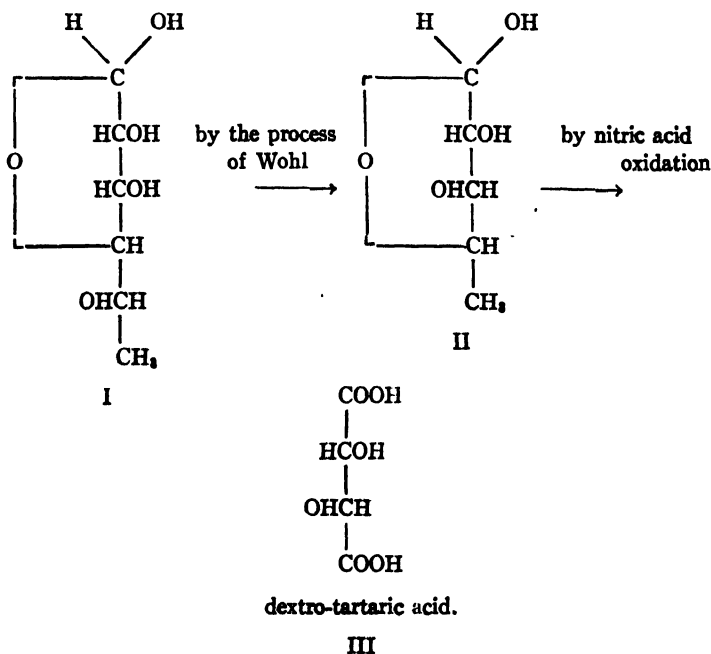 H OH H OH
C C
HCOH by the process HCOH by nitric acid
O of Wohl O oxidation
HCOH OHCH
CH CH
OHCH CH₃
CH₃ II
I
COOH
HCOH
OHCH
COOH
dextro-tartaric acid.
III